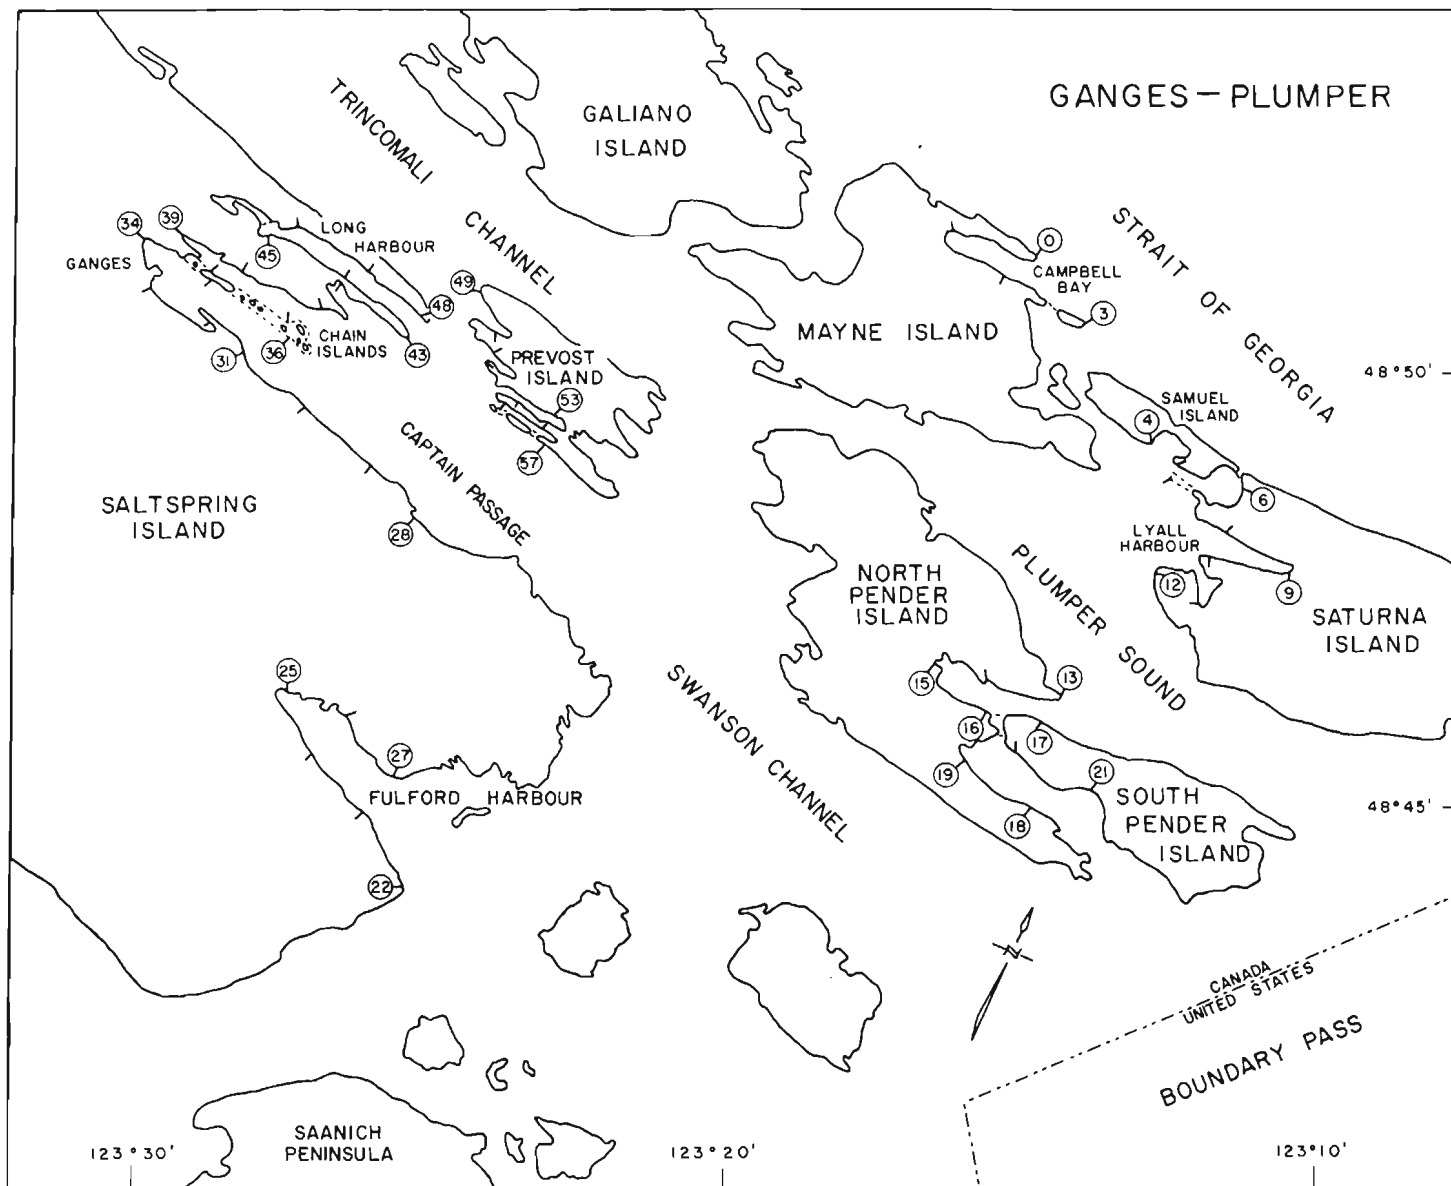 GANGES—PLUMPER
TRINCOMALI
CHANNEL
GALIANO
ISLAND
STRAIT OF
GEORGIA
34
39
GANGES
45
LONG
HARBOUR
49
48
43
31
36
CHAIN
ISLANDS
PREVOST
ISLAND
53
57
CAPTAIN PASSAGE
0
CAMPBELL
BAY
3
MAYNE ISLAND
48°50'
SAMUEL
ISLAND
4
6
LYALL
HARBOUR
12
9
SATURNA
ISLAND
SALTSPRING
ISLAND
28
NORTH
PENDER
ISLAND
PLUMPER SOUND
SWANSON CHANNEL
25
27
FULFORD HARBOUR
22
15
13
16
17
19
21
18
SOUTH
PENDER
ISLAND
48°45'
N
CANADA
UNITED STATES
BOUNDARY PASS
SAANICH
PENINSULA
123°30'
123°20'
123°10'